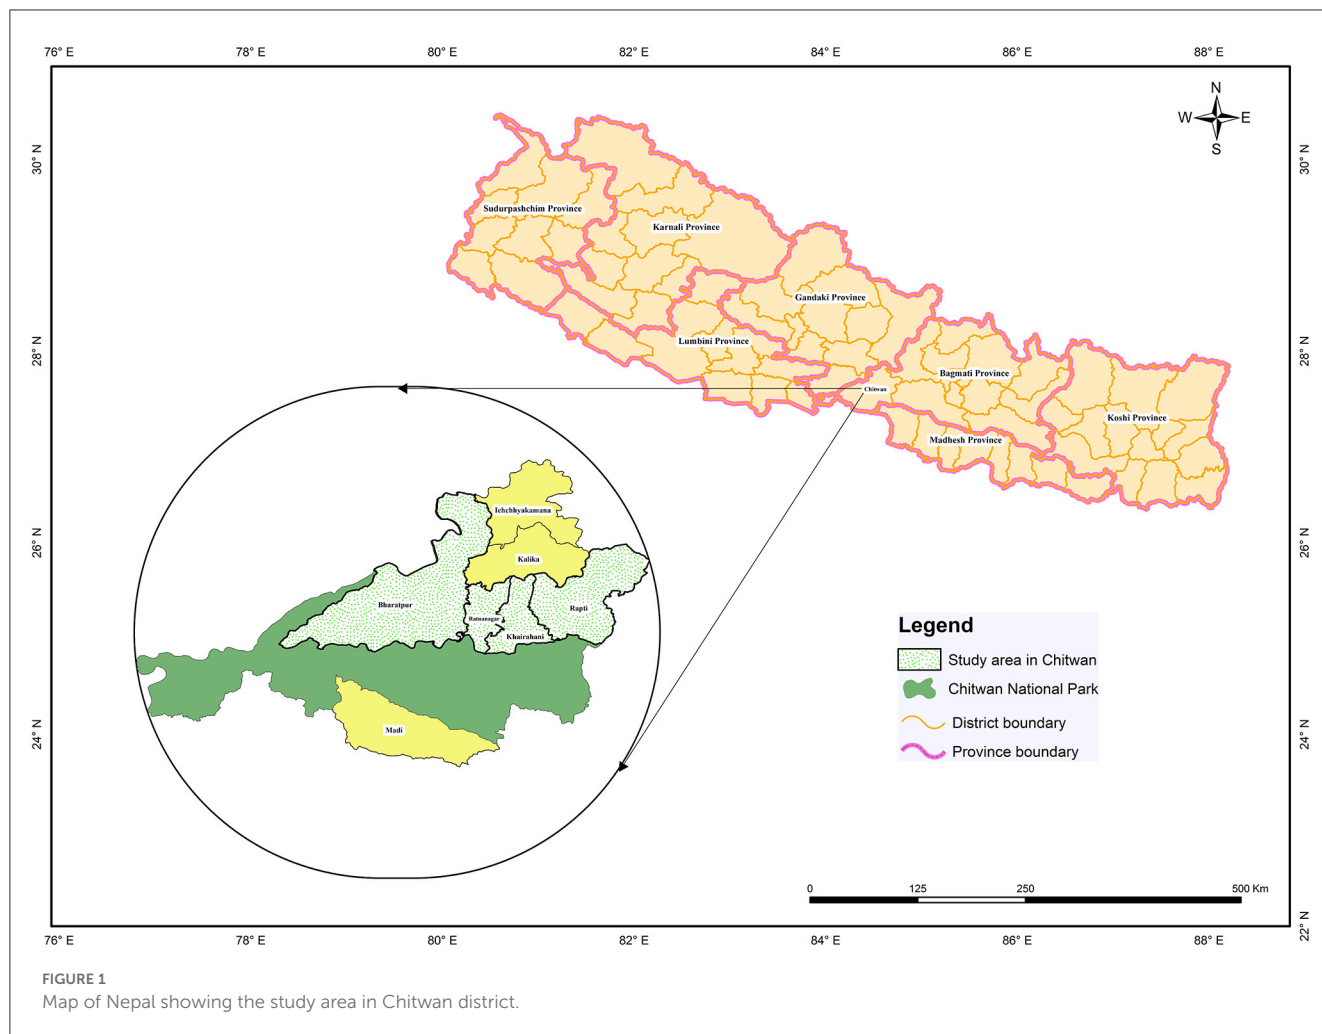 76° E 78° E 80° E 82° E 84° E 86° E 88° E
N
W E
S
30° N 30° N
Sudurpashchim Province
Karnali Province
Gandaki Province
28° N 28° N
Lumbini Province
Bagmati Province
Chitwan
Koshi Province
Madhesh Province
26° N 26° N
Ichchhyakamana
Kalika
Bharatpur
Rapti
Ratnanagar
Khairahani
Madi
24° N 24° N
Legend
Study area in Chitwan
Chitwan National Park
District boundary
Province boundary
0 125 250 500 Km
22° N
76° E 78° E 80° E 82° E 84° E 86° E 88° E
FIGURE 1
Map of Nepal showing the study area in Chitwan district.